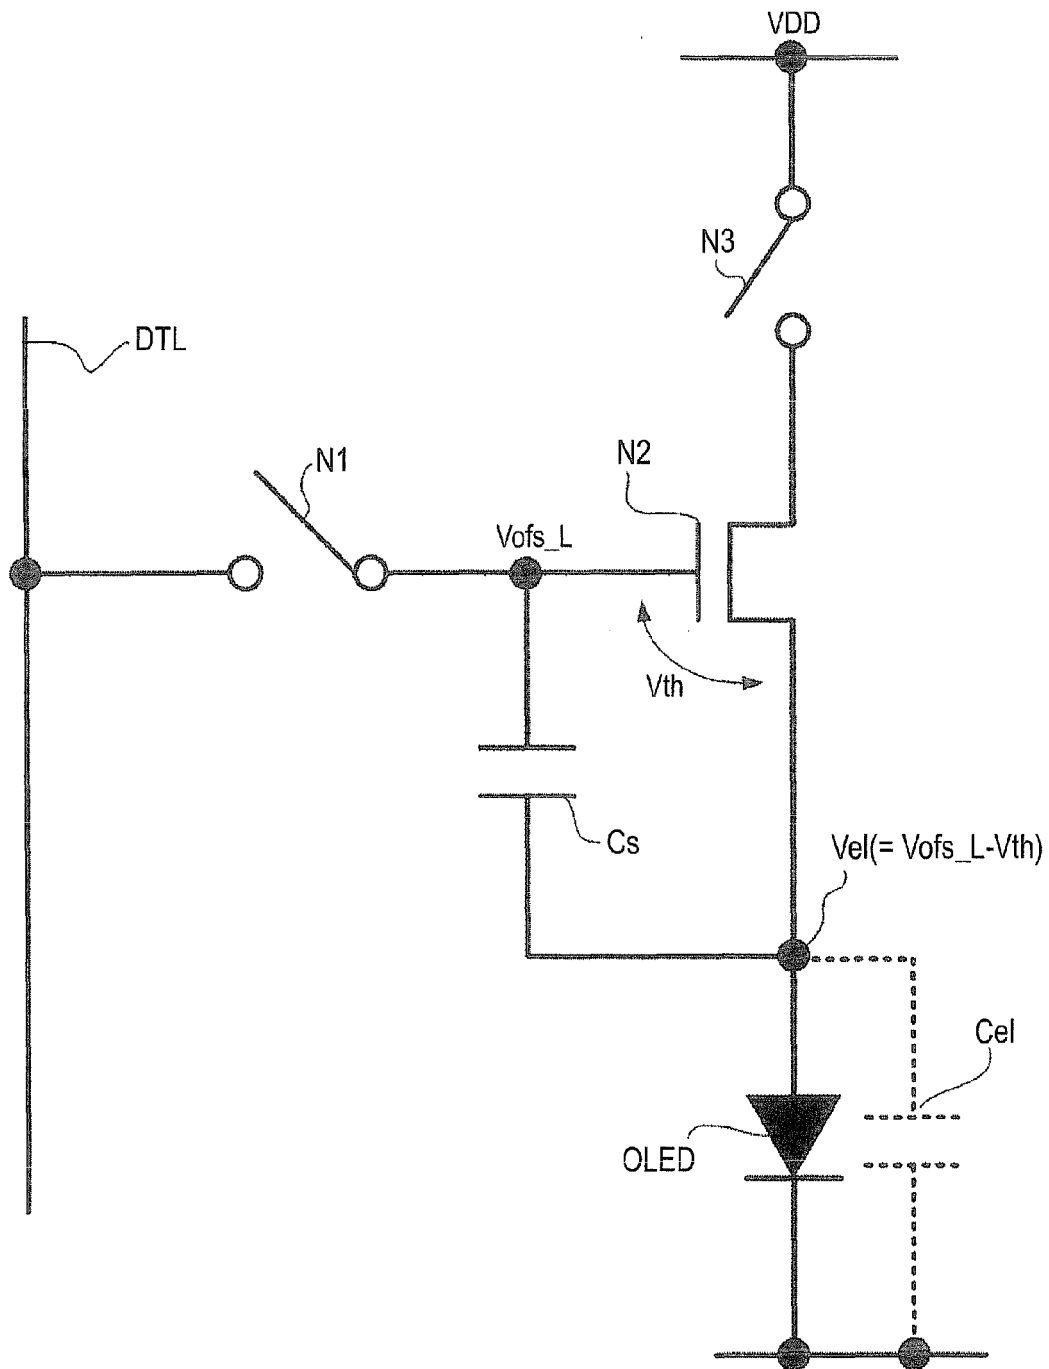 VDD
N3
DTL
N1
N2
Vofs_L
Vth
Cs
Vel(= Vofs_L-Vth)
Cel
OLED